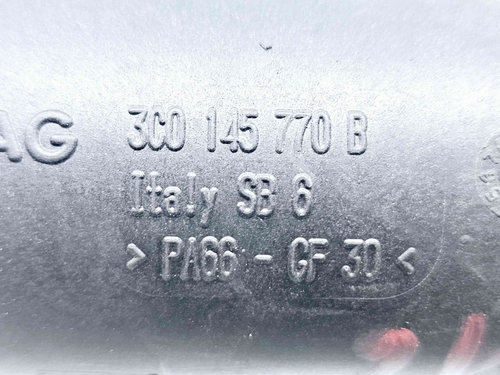 AG
3C0 145 770 B
Italy SB 6
> PA66 - GF 30 <